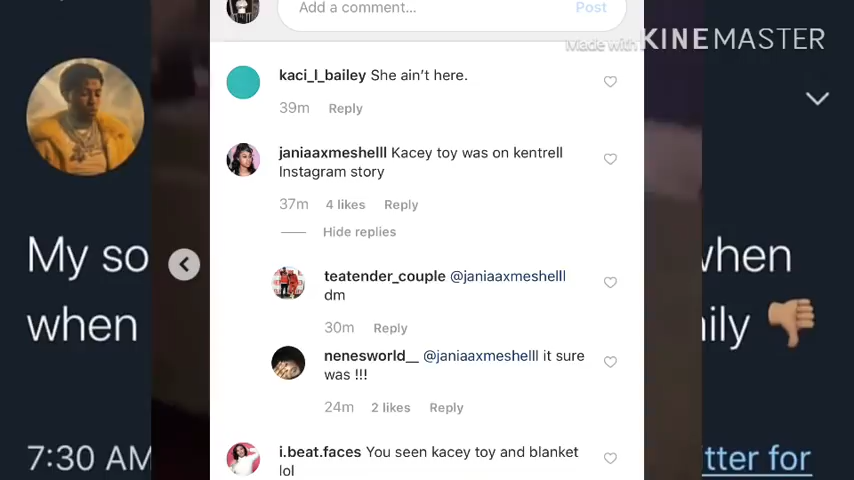 Add a comment...
Post
Made with KINEMASTER
kaci_l_bailey She ain't here.
39m Reply
janiaaxmeshelll Kacey toy was on kentrell
Instagram story
37m 4 likes Reply
Hide replies
teatender_couple @janiaaxmeshelll
dm
30m Reply
nenesworld__ @janiaaxmeshelll it sure
was !!!
24m 2 likes Reply
i.beat.faces You seen kacey toy and blanket
lol
My so
when
when
ily 👎🏽
7:30 AM
tter for